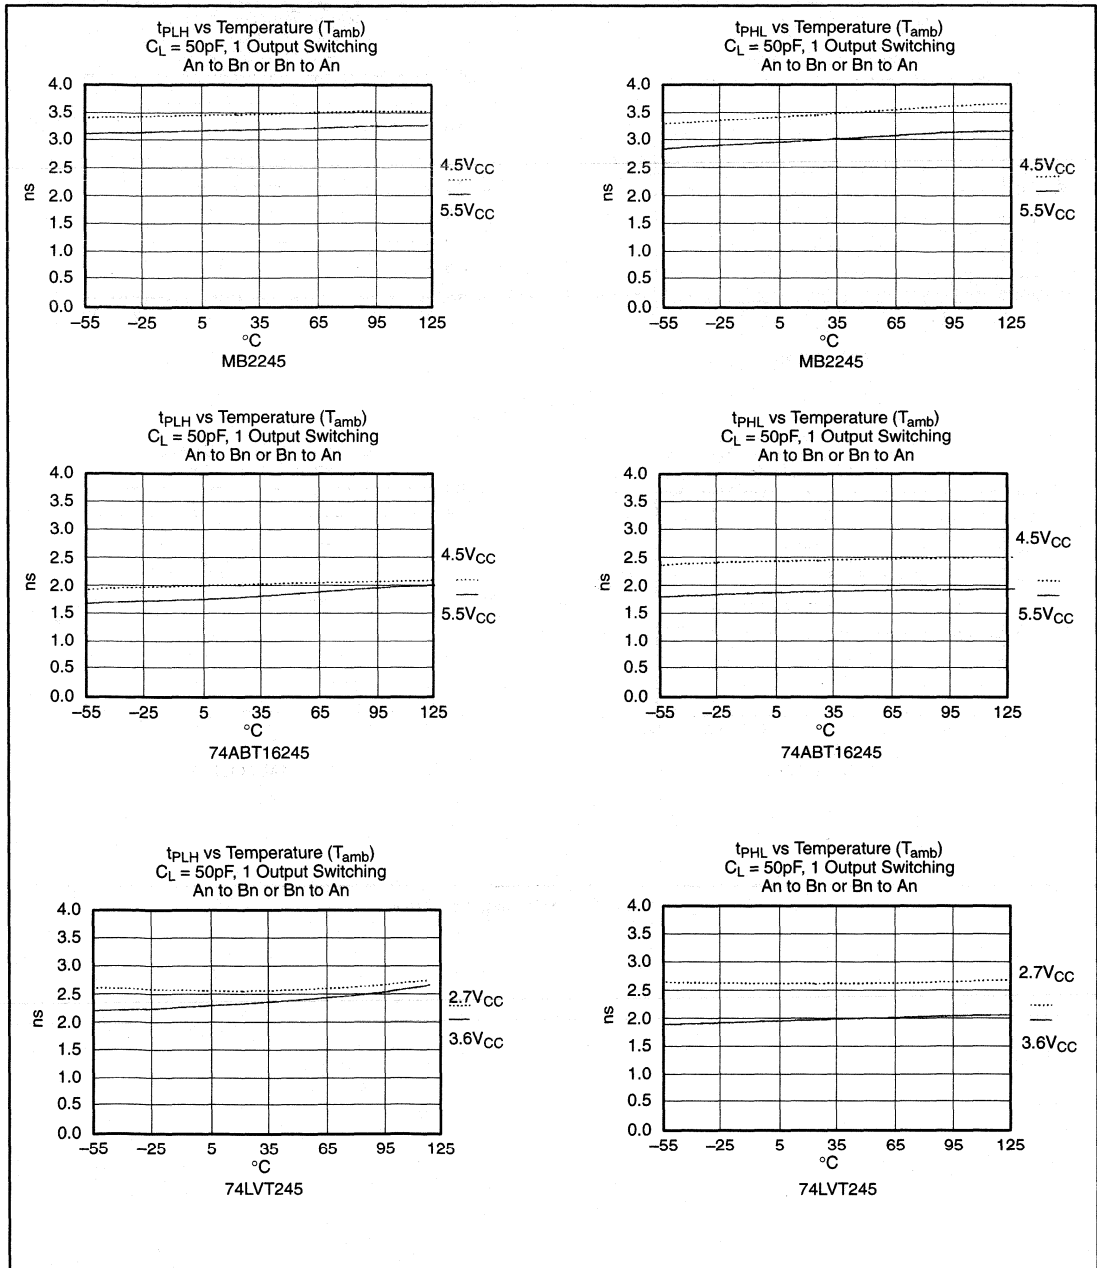 tPLH vs Temperature (Tamb)
CL = 50pF, 1 Output Switching
An to Bn or Bn to An
4.0
3.5
3.0
2.5
2.0
1.5
1.0
0.5
0.0
ns
–55 –25 5 35 65 95 125
°C
MB2245
4.5VCC
5.5VCC
tPHL vs Temperature (Tamb)
CL = 50pF, 1 Output Switching
An to Bn or Bn to An
4.0
3.5
3.0
2.5
2.0
1.5
1.0
0.5
0.0
ns
–55 –25 5 35 65 95 125
°C
MB2245
4.5VCC
5.5VCC
tPLH vs Temperature (Tamb)
CL = 50pF, 1 Output Switching
An to Bn or Bn to An
4.0
3.5
3.0
2.5
2.0
1.5
1.0
0.5
0.0
ns
–55 –25 5 35 65 95 125
°C
74ABT16245
4.5VCC
5.5VCC
tPHL vs Temperature (Tamb)
CL = 50pF, 1 Output Switching
An to Bn or Bn to An
4.0
3.5
3.0
2.5
2.0
1.5
1.0
0.5
0.0
ns
–55 –25 5 35 65 95 125
°C
74ABT16245
4.5VCC
5.5VCC
tPLH vs Temperature (Tamb)
CL = 50pF, 1 Output Switching
An to Bn or Bn to An
4.0
3.5
3.0
2.5
2.0
1.5
1.0
0.5
0.0
ns
–55 –25 5 35 65 95 125
°C
74LVT245
2.7VCC
3.6VCC
tPHL vs Temperature (Tamb)
CL = 50pF, 1 Output Switching
An to Bn or Bn to An
4.0
3.5
3.0
2.5
2.0
1.5
1.0
0.5
0.0
ns
–55 –25 5 35 65 95 125
°C
74LVT245
2.7VCC
3.6VCC